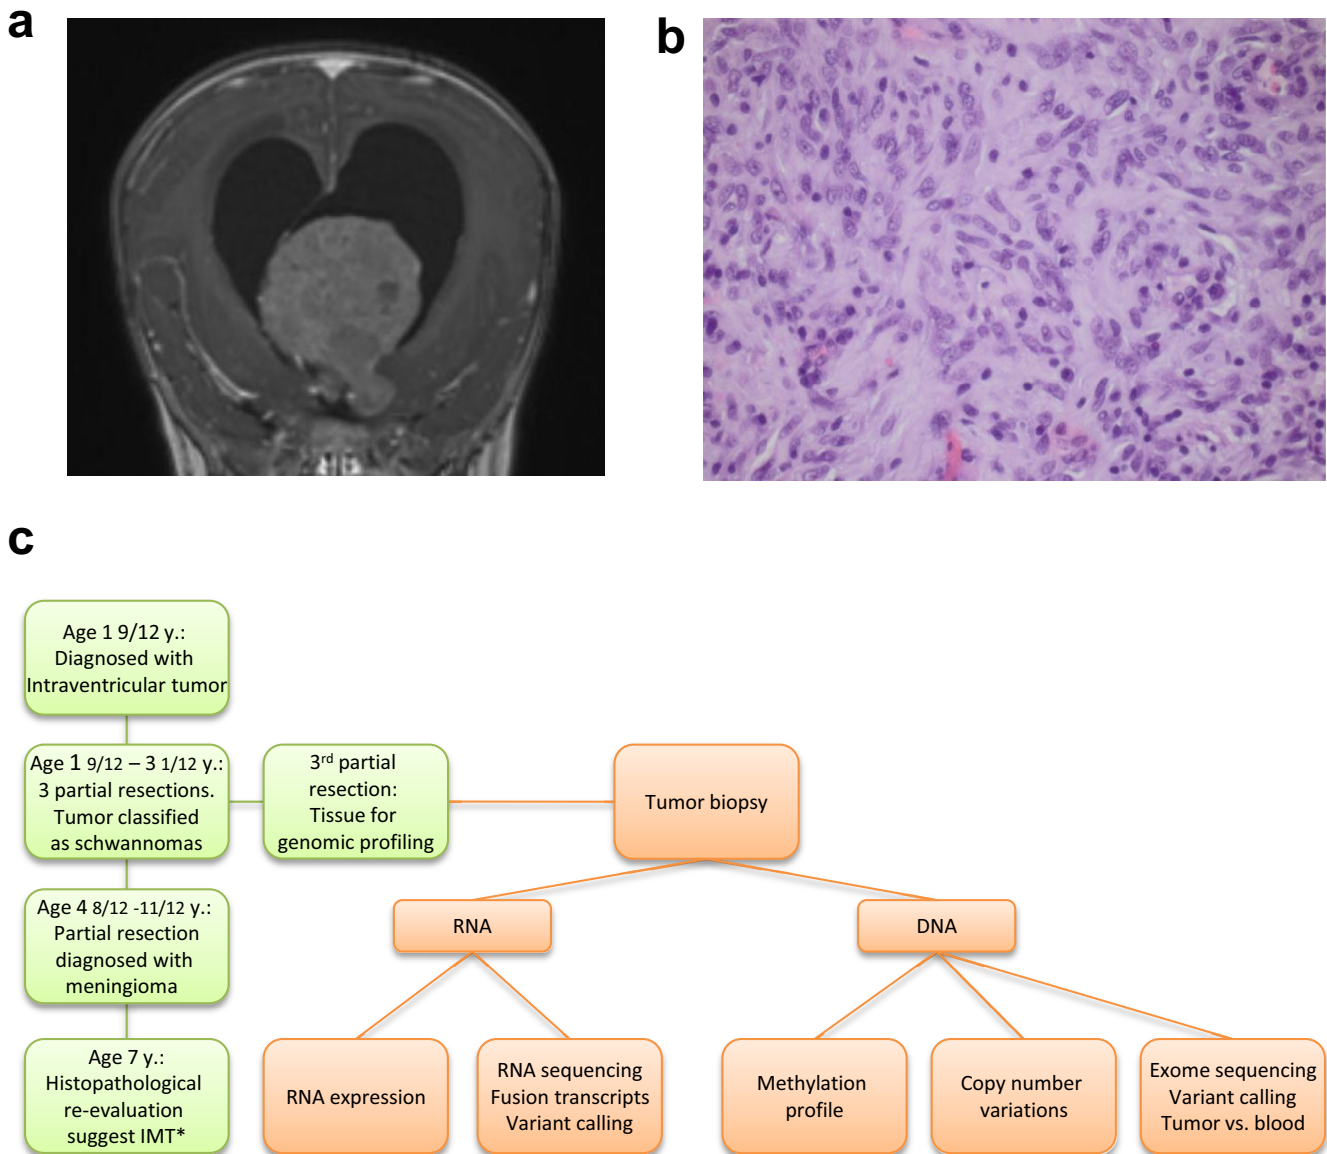 a
b
c
Age 1 9/12 y.:
Diagnosed with
Intraventricular tumor
Age 1 9/12 – 3 1/12 y.:
3 partial resections.
Tumor classified
as schwannomas
3rd partial
resection:
Tissue for
genomic profiling
Tumor biopsy
Age 4 8/12 -11/12 y.:
Partial resection
diagnosed with
meningioma
RNA
DNA
Age 7 y.:
Histopathological
re-evaluation
suggest IMT*
RNA expression
RNA sequencing
Fusion transcripts
Variant calling
Methylation
profile
Copy number
variations
Exome sequencing
Variant calling
Tumor vs. blood